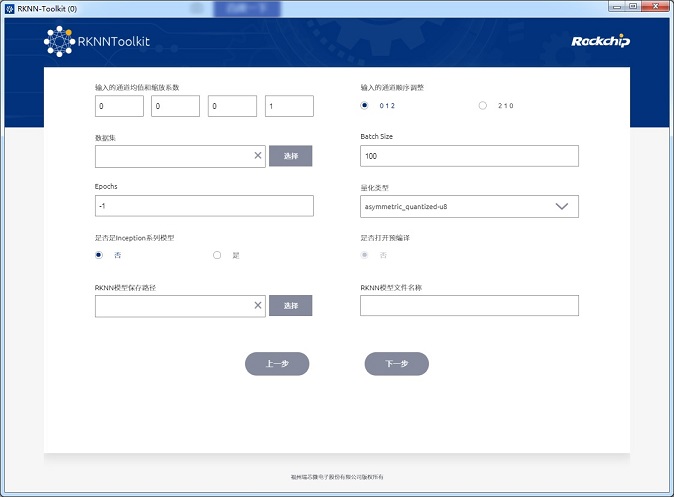 RKNN-Toolkit (0)
RKNNToolkit
Rockchip
输入的通道均值和缩放系数
输入的通道顺序调整
0 0 0 1
0 1 2 2 1 0
数据集
Batch Size
选择
100
Epochs
量化类型
-1
asymmetric_quantized-u8
是否是Inception系列模型
是否打开预编译
否 是
否
RKNN模型保存路径
RKNN模型文件名称
选择
上一步 下一步
福州瑞芯微电子股份有限公司版权所有